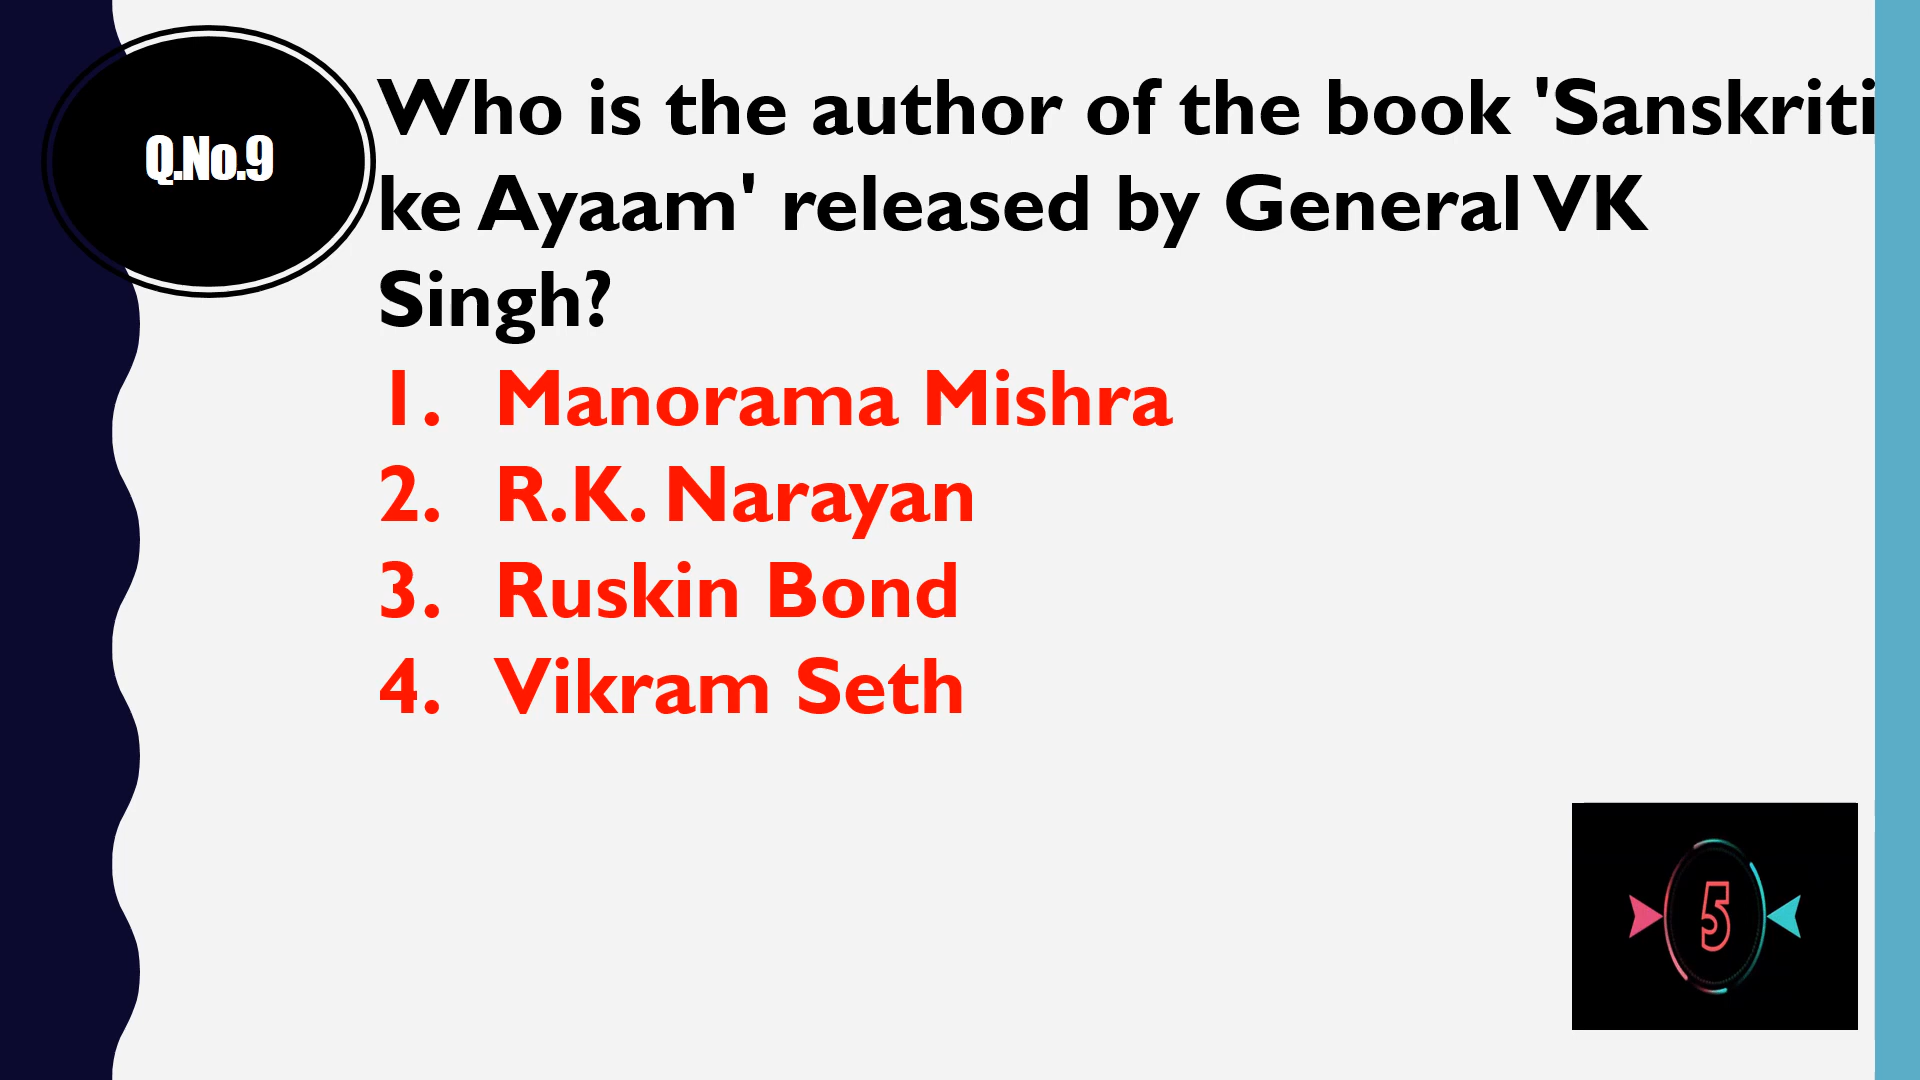 Q.No.9
Who is the author of the book 'Sanskriti
ke Ayaam' released by General VK
Singh?
1. Manorama Mishra
2. R.K. Narayan
3. Ruskin Bond
4. Vikram Seth
5